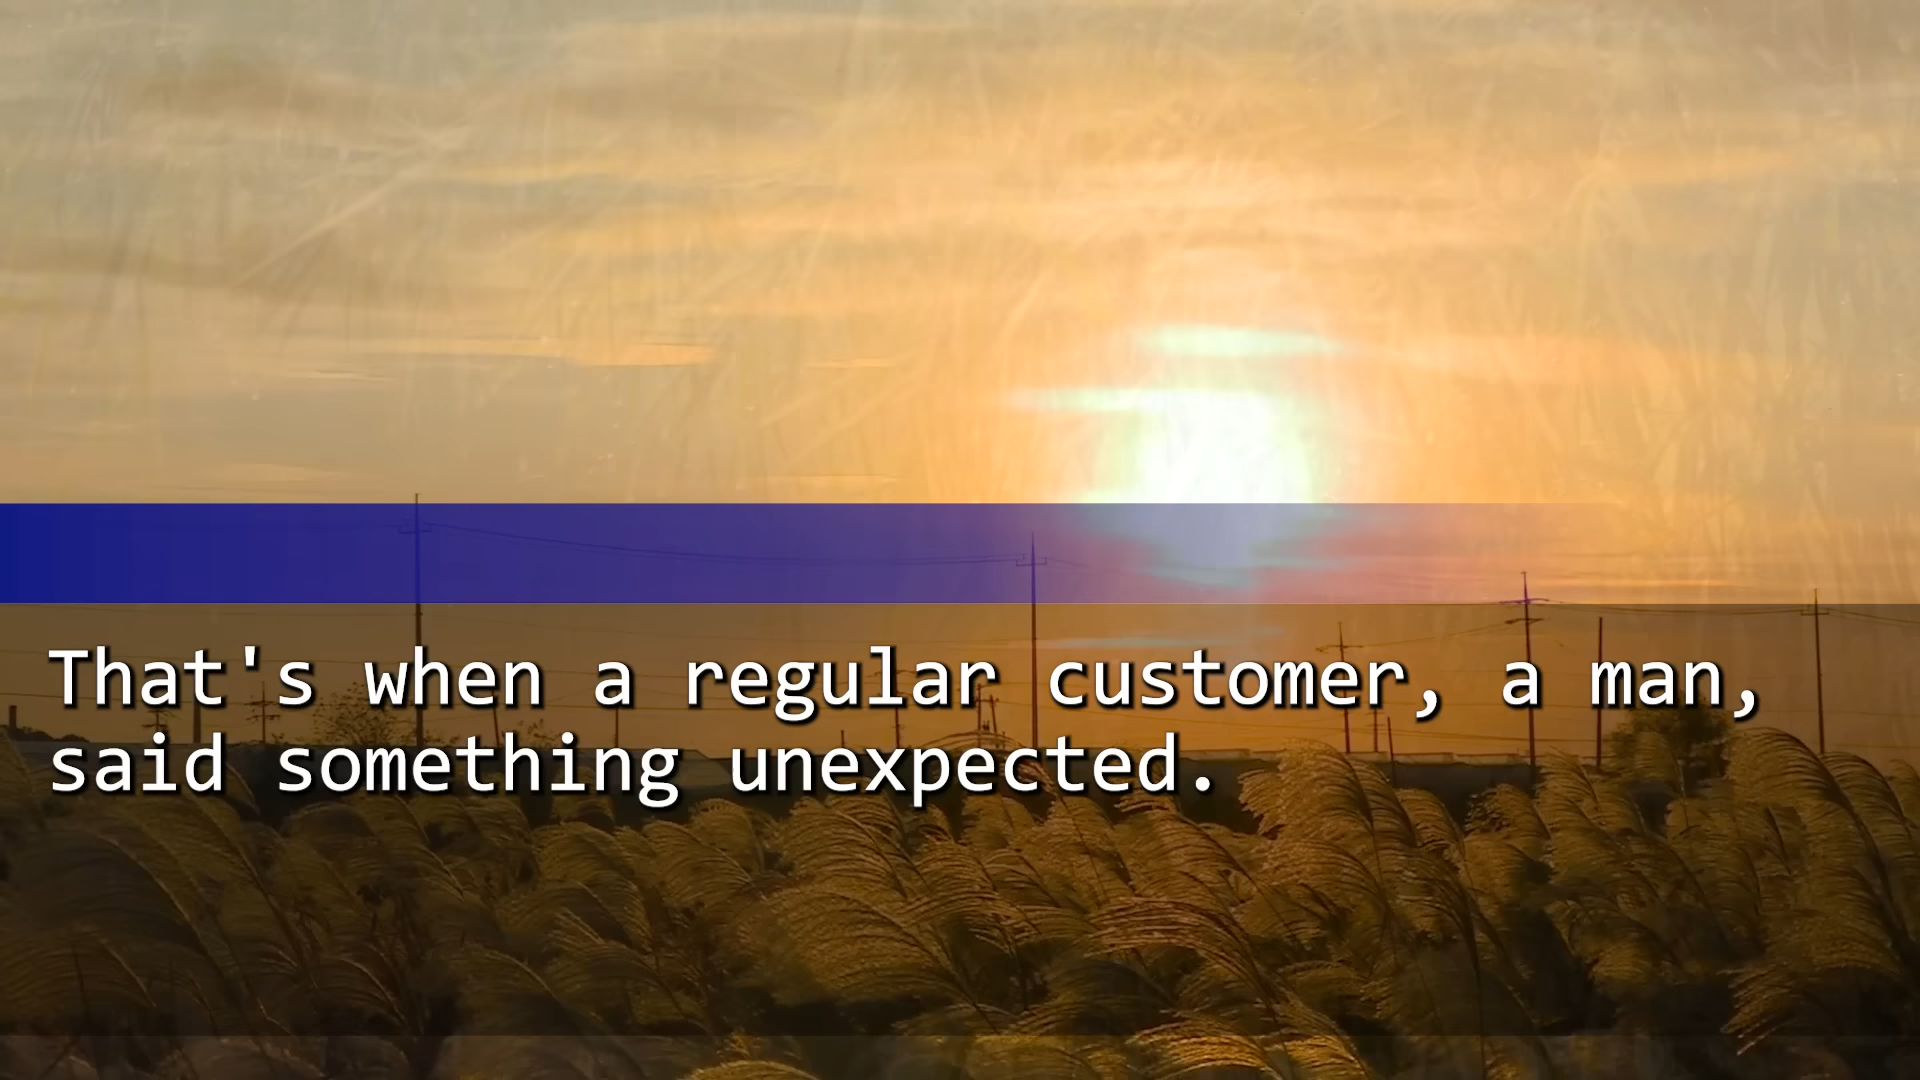 That's when a regular customer, a man,
said something unexpected.